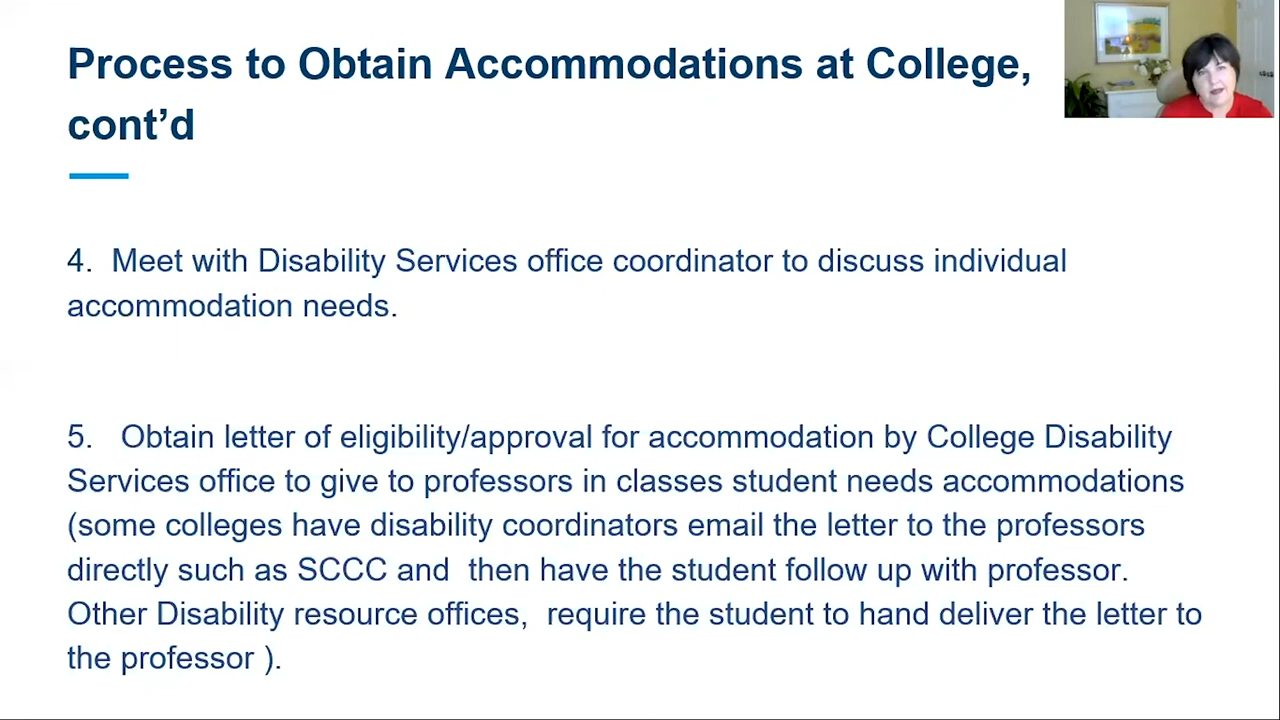 Process to Obtain Accommodations at College,
cont’d
4.  Meet with Disability Services office coordinator to discuss individual
accommodation needs.
5.   Obtain letter of eligibility/approval for accommodation by College Disability
Services office to give to professors in classes student needs accommodations
(some colleges have disability coordinators email the letter to the professors
directly such as SCCC and  then have the student follow up with professor.
Other Disability resource offices,  require the student to hand deliver the letter to
the professor ).